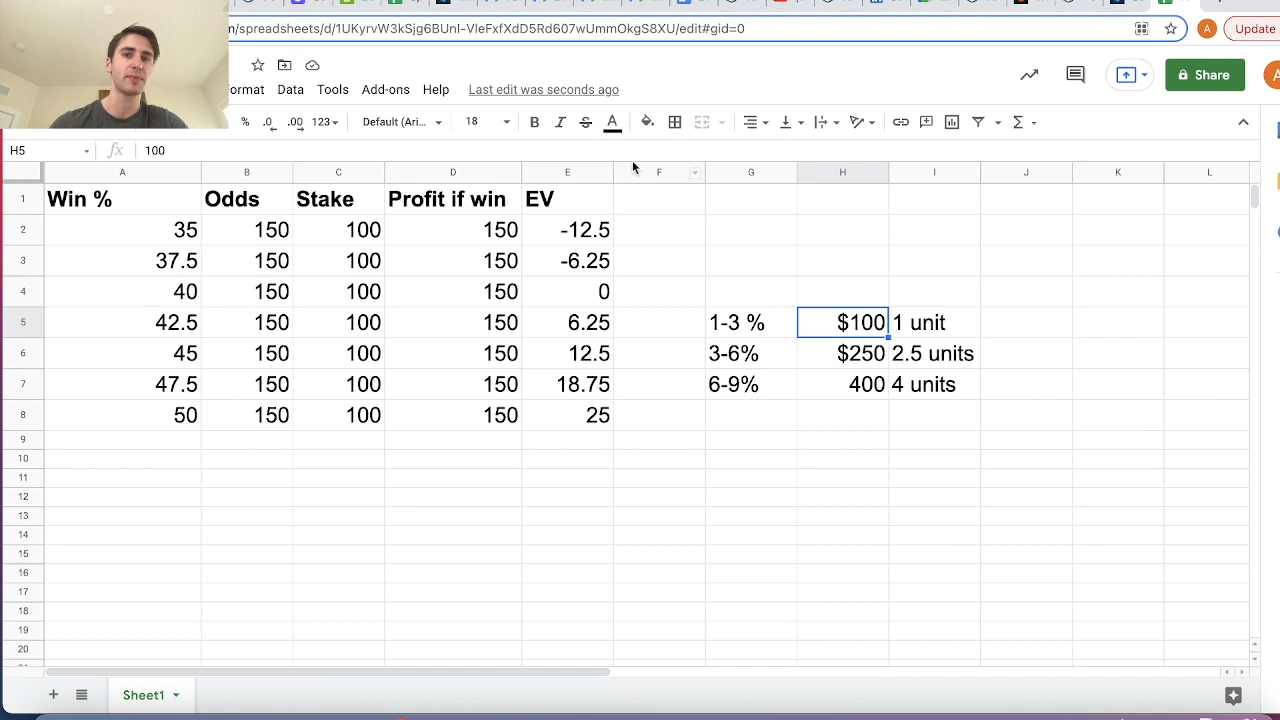 m/spreadsheets/d/1UKyrvW3kSjg6BUnI-VleFxfXdD5Rd607wUmmOkgS8XU/edit#gid=0
A
Update
ormat Data Tools Add-ons Help Last edit was seconds ago
Share
A
% .0 .00 123 Default (Ari... 18 B I S A Σ
H5 fx 100
A B C D E F G H I J K L
1 Win % Odds Stake Profit if win EV
2 35 150 100 150 -12.5
3 37.5 150 100 150 -6.25
4 40 150 100 150 0
5 42.5 150 100 150 6.25 1-3 % $100 1 unit
6 45 150 100 150 12.5 3-6% $250 2.5 units
7 47.5 150 100 150 18.75 6-9% 400 4 units
8 50 150 100 150 25
9
10
11
12
13
14
15
16
17
18
19
20
Sheet1